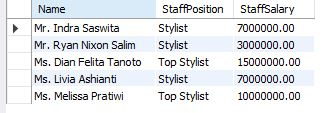 Name StaffPosition StaffSalary
Mr. Indra Saswita Stylist 7000000.00
Mr. Ryan Nixon Salim Stylist 3000000.00
Ms. Dian Felita Tanoto Top Stylist 15000000.00
Ms. Livia Ashianti Stylist 7000000.00
Ms. Melissa Pratiwi Top Stylist 10000000.00